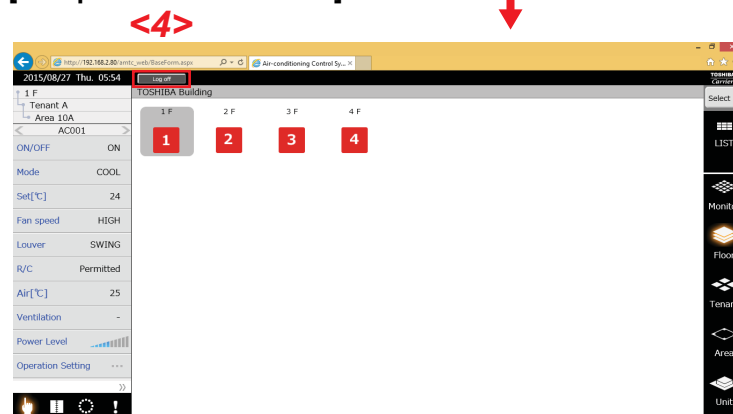 <4>
http://192.168.2.80/amtc_web/BaseForm.aspx
Air-conditioning Control Sy... ×
2015/08/27 Thu. 05:54
Log off
TOSHIBA
Carrier
1 F
TOSHIBA Building
Select
Tenant A
Area 10A
1 F 2 F 3 F 4 F
< AC001 >
1 2 3 4
ON/OFF ON
LIST
Mode COOL
Set[℃] 24
Monito
Fan speed HIGH
Louver SWING
Floor
R/C Permitted
Air[℃] 25
Tenan
Ventilation -
Power Level
Area
Operation Setting ...
»
Unit